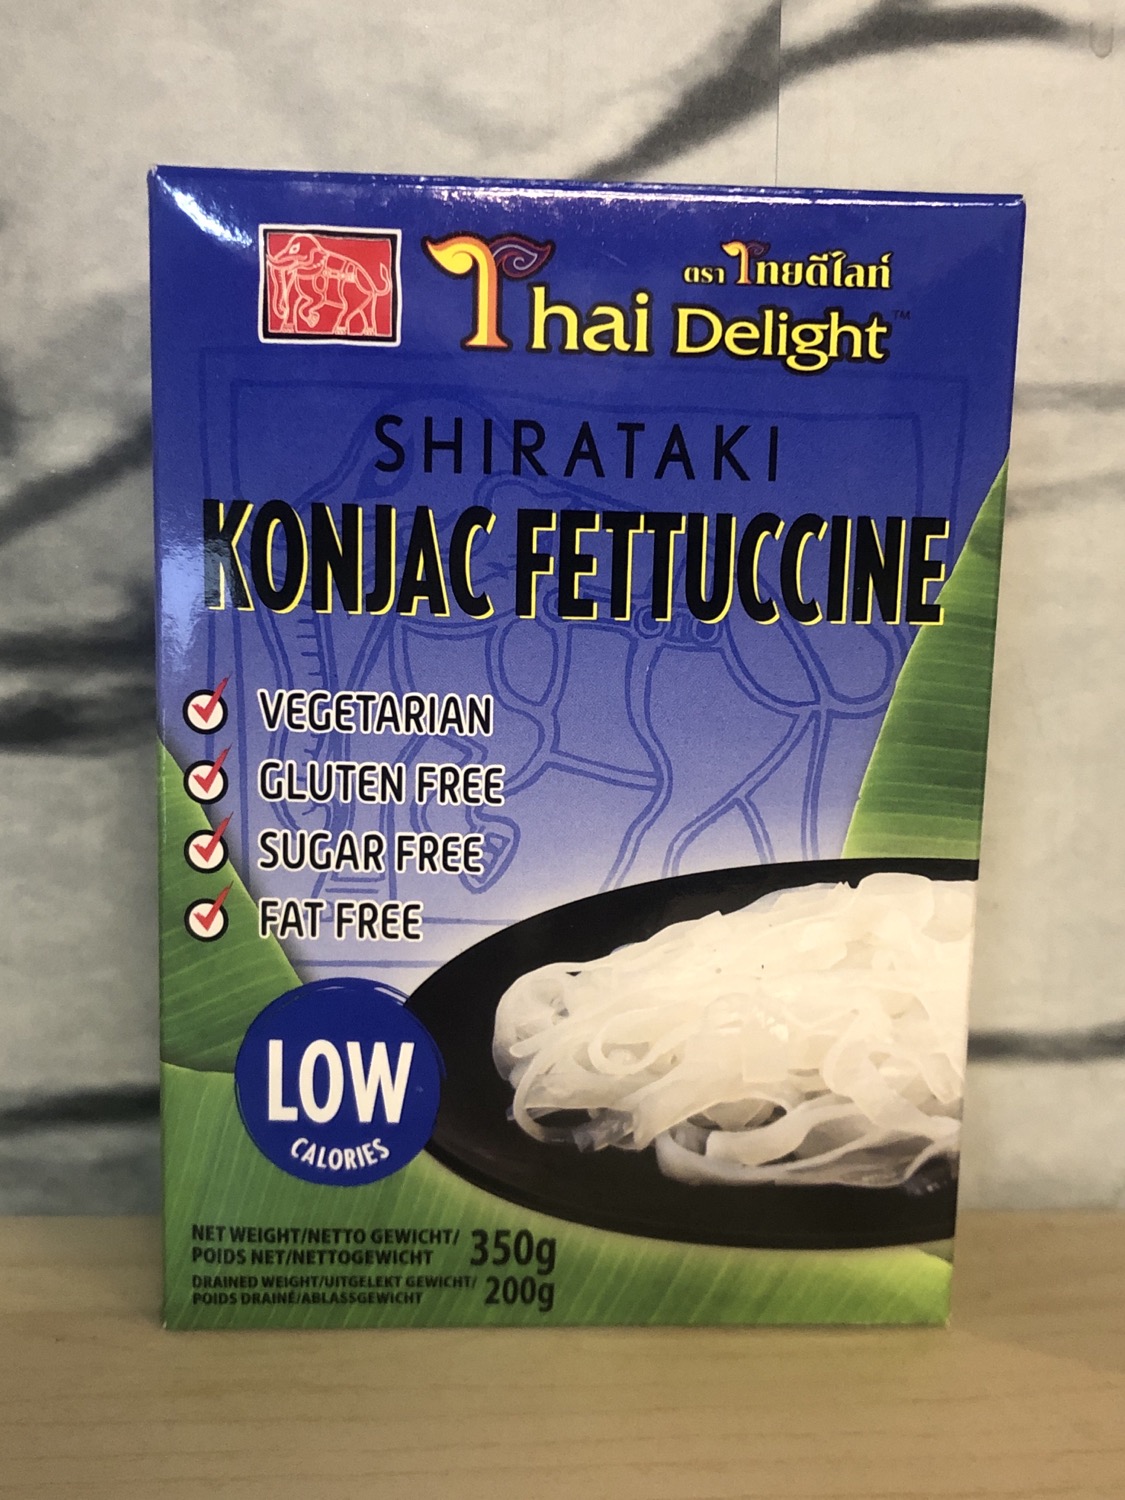 ตรา ไทยดีไลท์
Thai Delight™
SHIRATAKI
KONJAC FETTUCCINE
VEGETARIAN
GLUTEN FREE
SUGAR FREE
FAT FREE
LOW
CALORIES
NET WEIGHT/NETTO GEWICHT/
POIDS NET/NETTOGEWICHT 350g
DRAINED WEIGHT/UITGELEKT GEWICHT/
POIDS DRAINÉ/ABLASSGEWICHT 200g